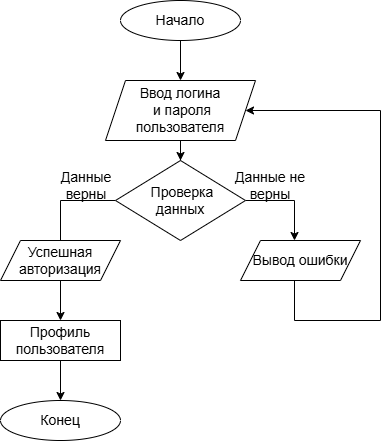 Начало
Ввод логина
и пароля
пользователя
Данные
верны
Проверка
данных
Данные не
верны
Успешная
авторизация
Вывод ошибки
Профиль
пользователя
Конец